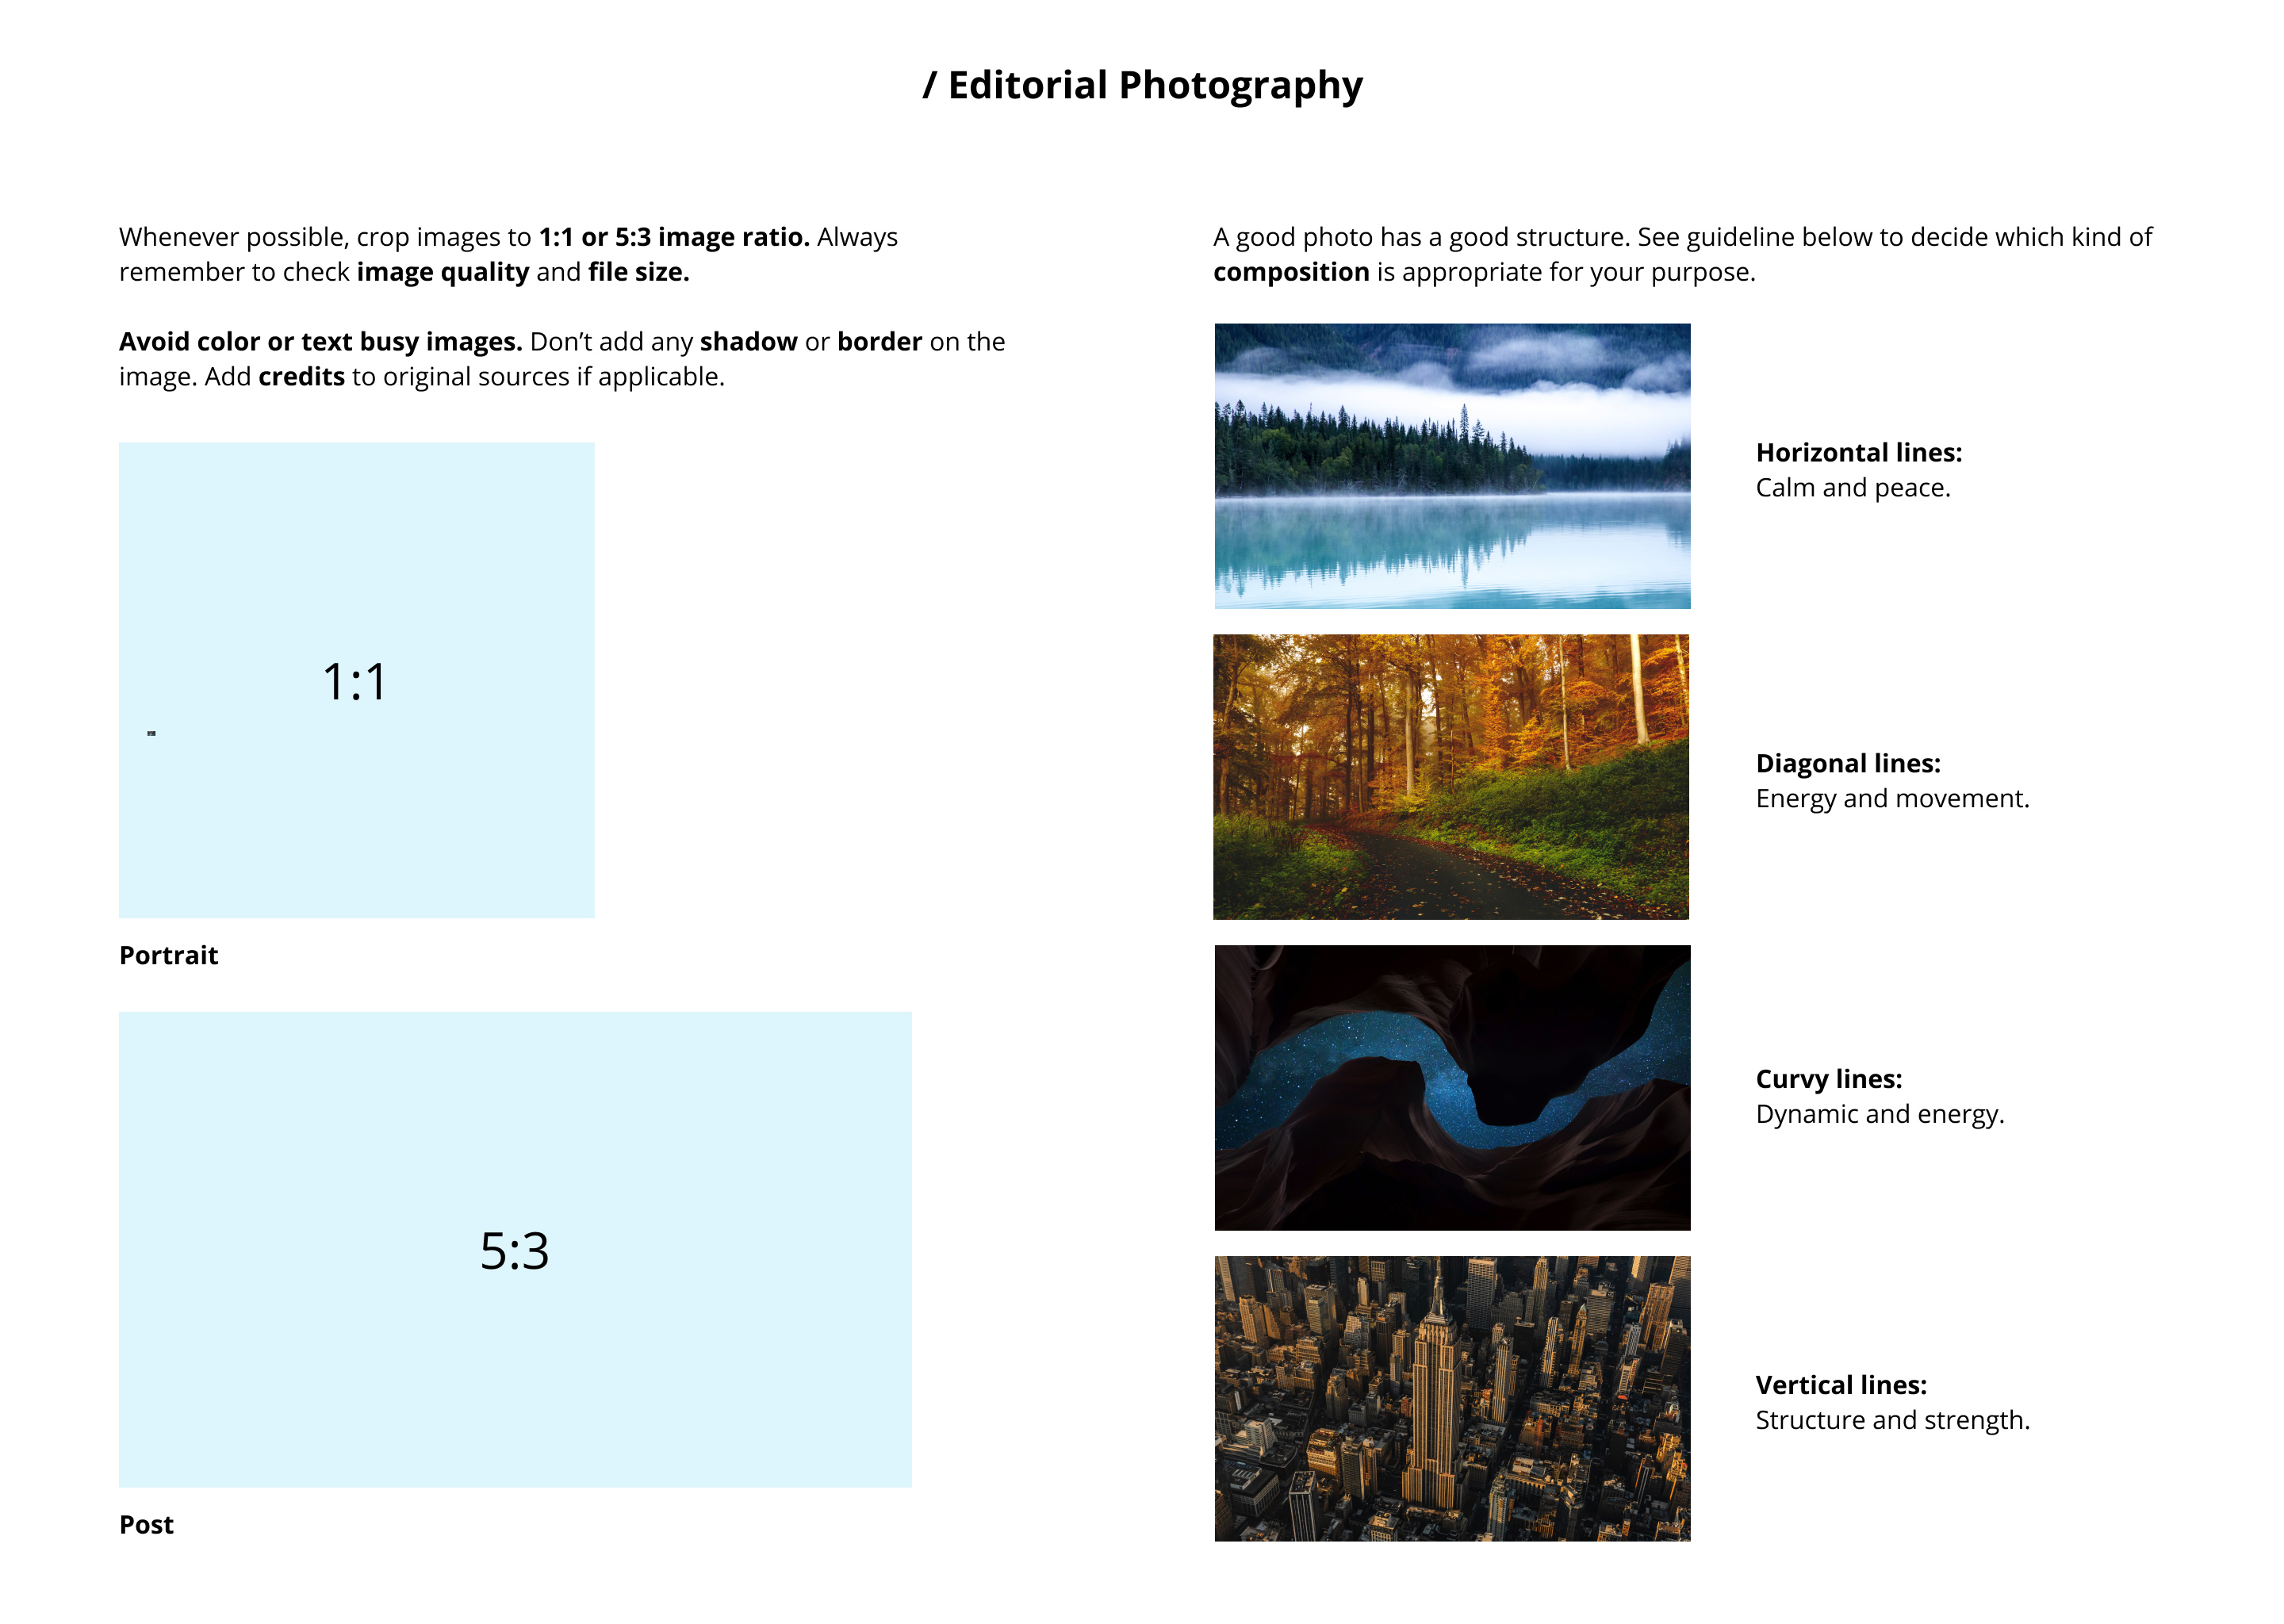 / Editorial Photography
Whenever possible, crop images to 1:1 or 5:3 image ratio. Always
remember to check image quality and file size.
Avoid color or text busy images. Don’t add any shadow or border on the
image. Add credits to original sources if applicable.
1:1
Portrait
5:3
Post
A good photo has a good structure. See guideline below to decide which kind of
composition is appropriate for your purpose.
Horizontal lines:
Calm and peace.
Diagonal lines:
Energy and movement.
Curvy lines:
Dynamic and energy.
Vertical lines:
Structure and strength.